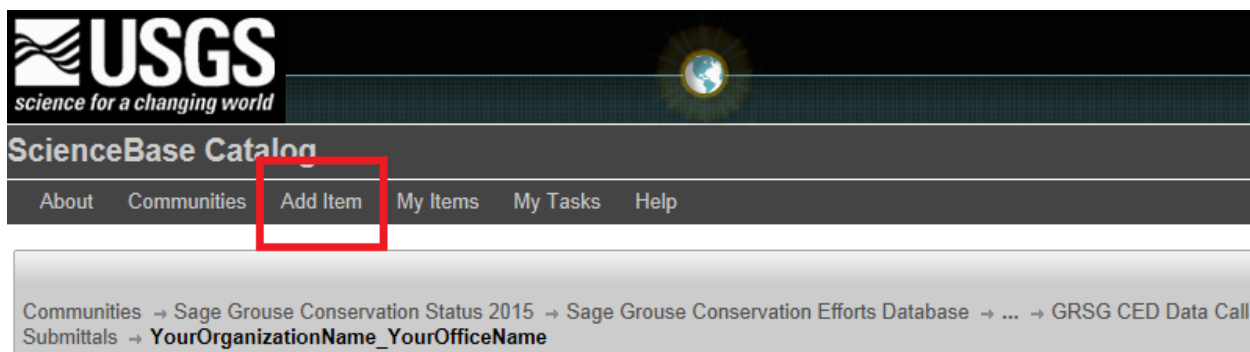 USGS
science for a changing world
ScienceBase Catalog
About Communities Add Item My Items My Tasks Help
Communities → Sage Grouse Conservation Status 2015 → Sage Grouse Conservation Efforts Database → ... → GRSG CED Data Call
Submittals → YourOrganizationName_YourOfficeName